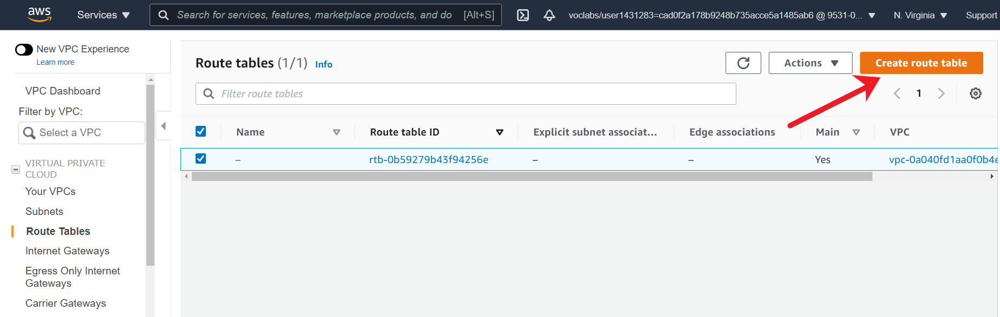 aws Services Search for services, features, marketplace products, and do [Alt+S] voclabs/user1431283=cad0f2a178b9248b735acce5a1485ab6 @ 9531-0... N. Virginia Support
New VPC Experience
Learn more
VPC Dashboard
Filter by VPC:
Select a VPC
VIRTUAL PRIVATE
CLOUD
Your VPCs
Subnets
Route Tables
Internet Gateways
Egress Only Internet
Gateways
Carrier Gateways
Route tables (1/1) Info Actions Create route table
Filter route tables 1
Name Route table ID Explicit subnet associat... Edge associations Main VPC
– rtb-0b59279b43f94256e – – Yes vpc-0a040fd1aa0f0b4e